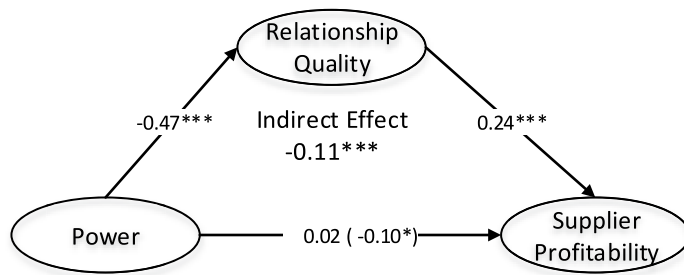 Relationship
Quality
-0.47***
Indirect Effect
-0.11***
0.24***
Power
0.02 ( -0.10*)
Supplier
Profitability